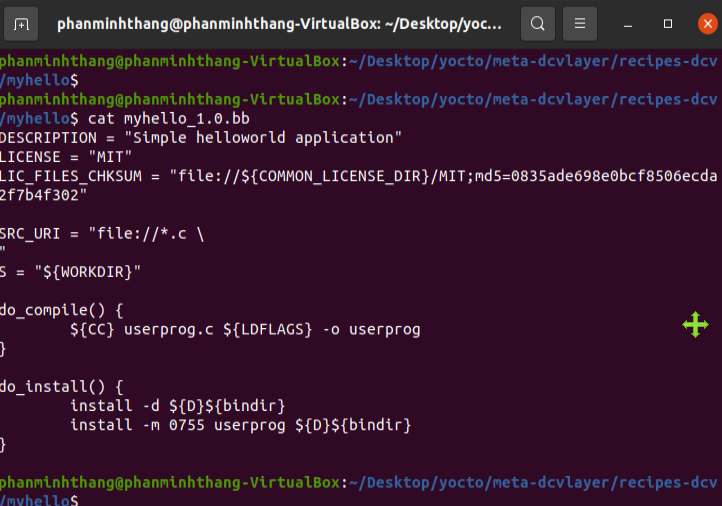 phanminhthang@phanminhthang-VirtualBox: ~/Desktop/yoct...
phanminhthang@phanminhthang-VirtualBox:~/Desktop/yocto/meta-dcvlayer/recipes-dcv
/myhello$
phanminhthang@phanminhthang-VirtualBox:~/Desktop/yocto/meta-dcvlayer/recipes-dcv
/myhello$ cat myhello_1.0.bb
DESCRIPTION = "Simple helloworld application"
LICENSE = "MIT"
LIC_FILES_CHKSUM = "file://${COMMON_LICENSE_DIR}/MIT;md5=0835ade698e0bcf8506ecda
2f7b4f302"
SRC_URI = "file://*.c \
"
S = "${WORKDIR}"
do_compile() {
${CC} userprog.c ${LDFLAGS} -o userprog
}
do_install() {
install -d ${D}${bindir}
install -m 0755 userprog ${D}${bindir}
}
phanminhthang@phanminhthang-VirtualBox:~/Desktop/yocto/meta-dcvlayer/recipes-dcv
/myhello$